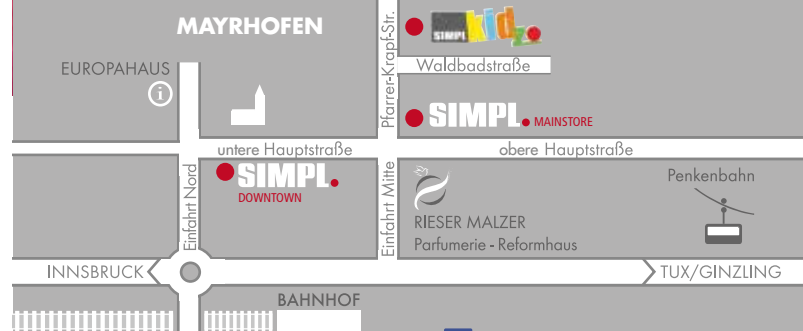 MAYRHOFEN
Pfarrer-Krapf-Str.
SIMPL kidz
EUROPAHAUS
i
Waldbadstraße
SIMPL. MAINSTORE
untere Hauptstraße
obere Hauptstraße
Einfahrt Nord
SIMPL.
DOWNTOWN
Einfahrt Mitte
Penkenbahn
RIESER MALZER
Parfumerie - Reformhaus
INNSBRUCK
TUX/GINZLING
BAHNHOF